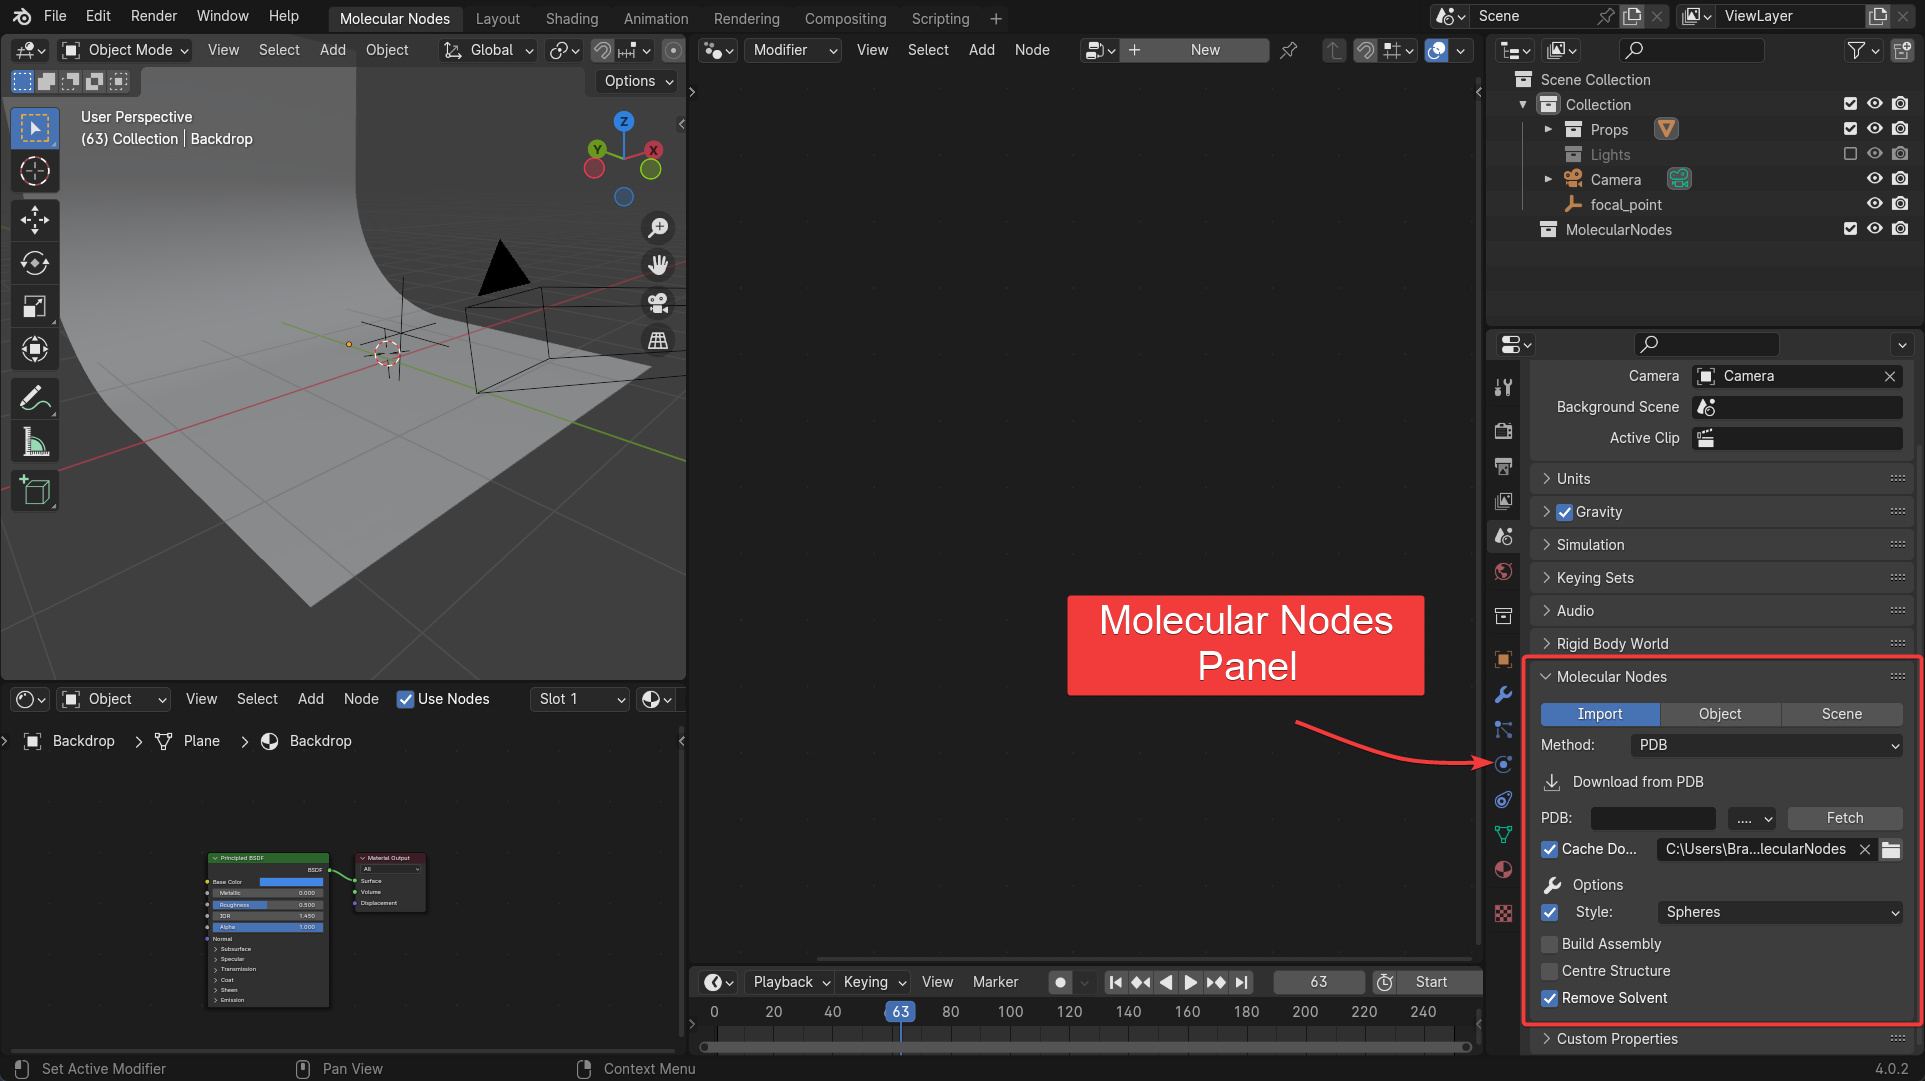 File Edit Render Window Help Molecular Nodes Layout Shading Animation Modeling Rendering Compositing Scripting + Scene ViewLayer
Object Mode View Select Add Object Global
Options
User Perspective
(63) Collection | Backdrop
Z
Y
X
Modifier View Select Add Node + New
Scene Collection
Collection
Props
Lights
Camera
focal_point
MolecularNodes
Camera Camera
Background Scene
Active Clip
Units
Gravity
Simulation
Keying Sets
Audio
Rigid Body World
Molecular Nodes
Panel
Molecular Nodes
Import Object Scene
Method: PDB
Download from PDB
PDB: .... Fetch
Cache Do... C:\Users\Bra...lecularNodes
Options
Style: Spheres
Build Assembly
Centre Structure
Remove Solvent
Custom Properties
Object View Select Add Node Use Nodes Slot 1
Backdrop Plane Backdrop
Principled BSDF
BSDF
Base Color
Metallic 0.000
Roughness 0.500
IOR 1.450
Alpha 1.000
Normal
Subsurface
Specular
Transmission
Coat
Sheen
Emission
Material Output
All
Surface
Volume
Displacement
Playback Keying View Marker 63 Start
0 20 40 63 80 100 120 140 160 180 200 220 240
Set Active Modifier Pan View Context Menu 4.0.2